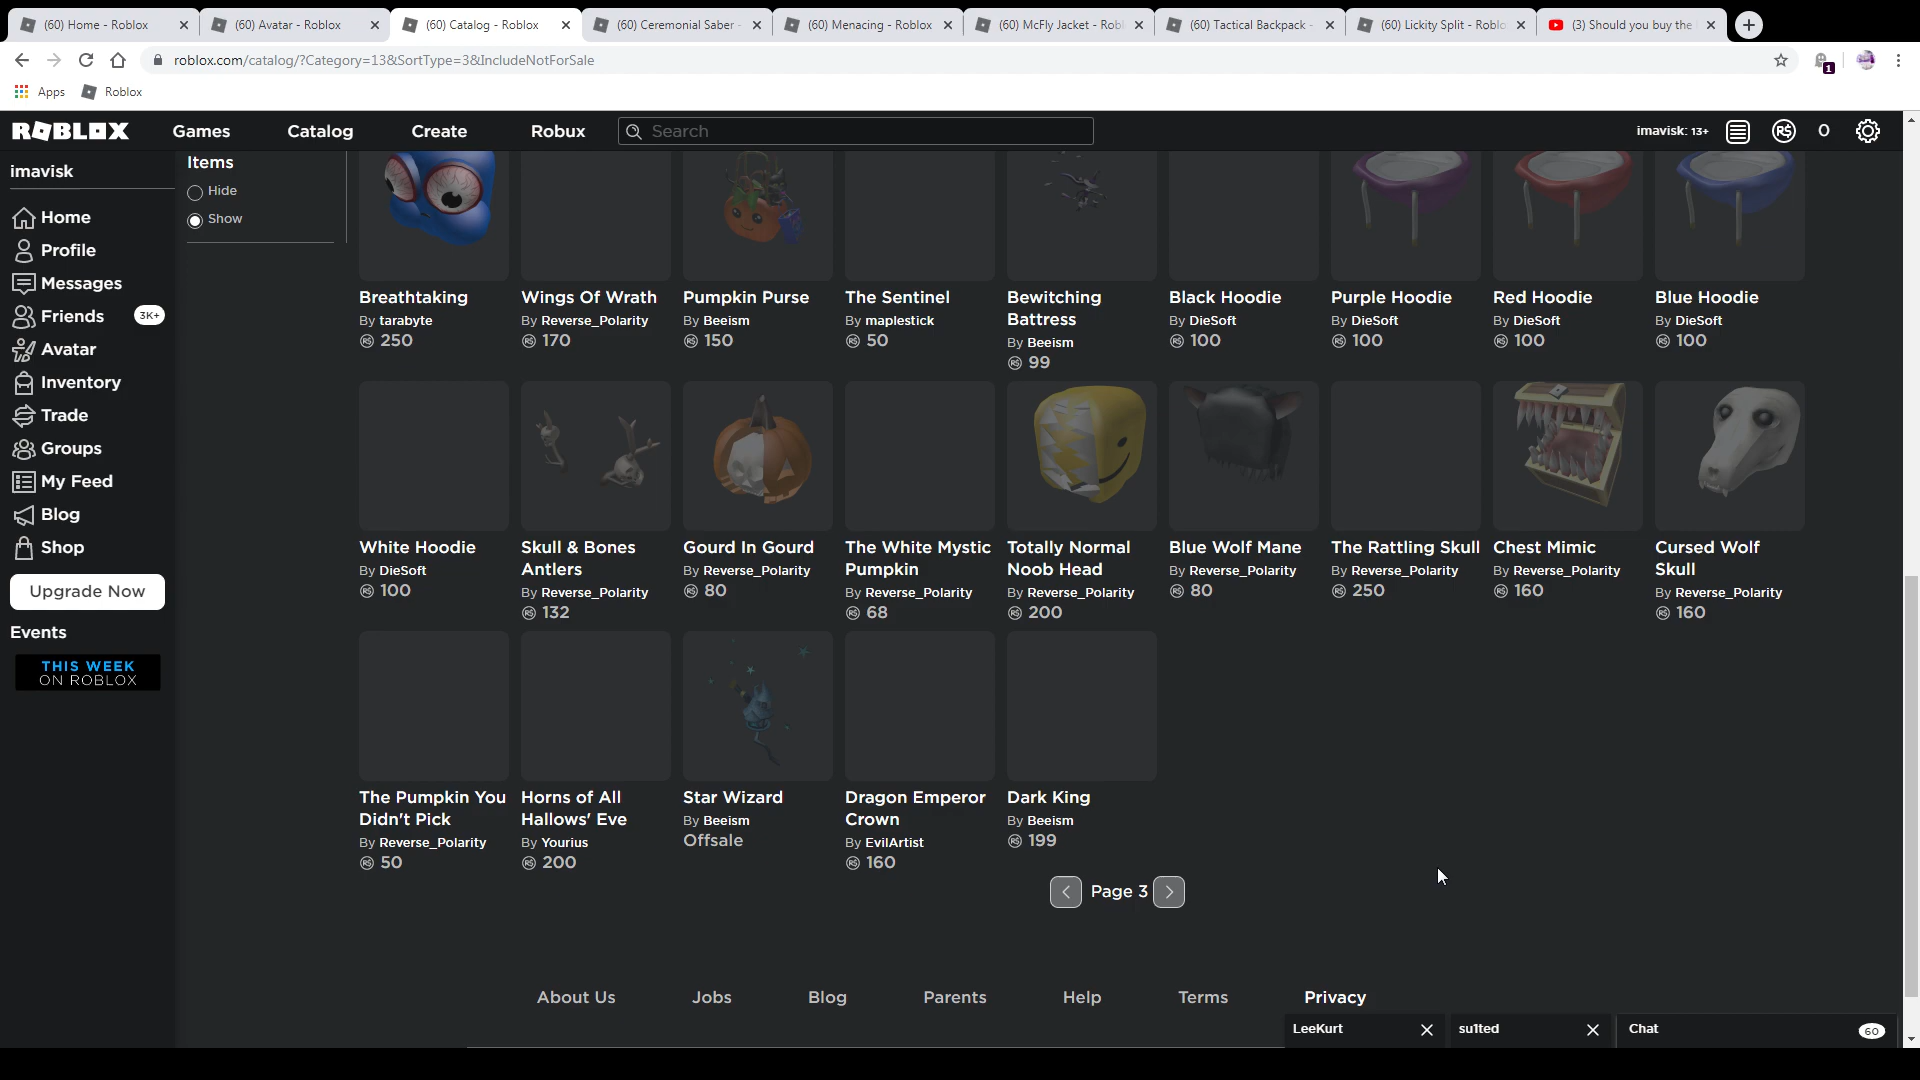 (60) Home - Roblox
(60) Avatar - Roblox
(60) Catalog - Roblox
(60) Ceremonial Saber -
(60) Menacing - Roblox
(60) McFly Jacket - Robl
(60) Tactical Backpack -
(60) Lickity Split - Roblo
(3) Should you buy the
roblox.com/catalog/?Category=13&SortType=3&IncludeNotForSale
1
Apps Roblox
ROBLOX Games Catalog Create Robux Search imavisk: 13+ 0
imavisk
Home
Profile
Messages
Friends 3K+
Avatar
Inventory
Trade
Groups
My Feed
Blog
Shop
Upgrade Now
Events
THIS WEEK
ON ROBLOX
Items
Hide
Show
Breathtaking
By tarabyte
250
Wings Of Wrath
By Reverse_Polarity
170
Pumpkin Purse
By Beeism
150
The Sentinel
By maplestick
50
Bewitching
Battress
By Beeism
99
Black Hoodie
By DieSoft
100
Purple Hoodie
By DieSoft
100
Red Hoodie
By DieSoft
100
Blue Hoodie
By DieSoft
100
White Hoodie
By DieSoft
100
Skull & Bones
Antlers
By Reverse_Polarity
132
Gourd In Gourd
By Reverse_Polarity
80
The White Mystic
Pumpkin
By Reverse_Polarity
68
Totally Normal
Noob Head
By Reverse_Polarity
200
Blue Wolf Mane
By Reverse_Polarity
80
The Rattling Skull
By Reverse_Polarity
250
Chest Mimic
By Reverse_Polarity
160
Cursed Wolf
Skull
By Reverse_Polarity
160
The Pumpkin You
Didn't Pick
By Reverse_Polarity
50
Horns of All
Hallows' Eve
By Yourius
200
Star Wizard
By Beeism
Offsale
Dragon Emperor
Crown
By EvilArtist
160
Dark King
By Beeism
199
Page 3
About Us Jobs Blog Parents Help Terms Privacy
LeeKurt
su1ted
Chat 60